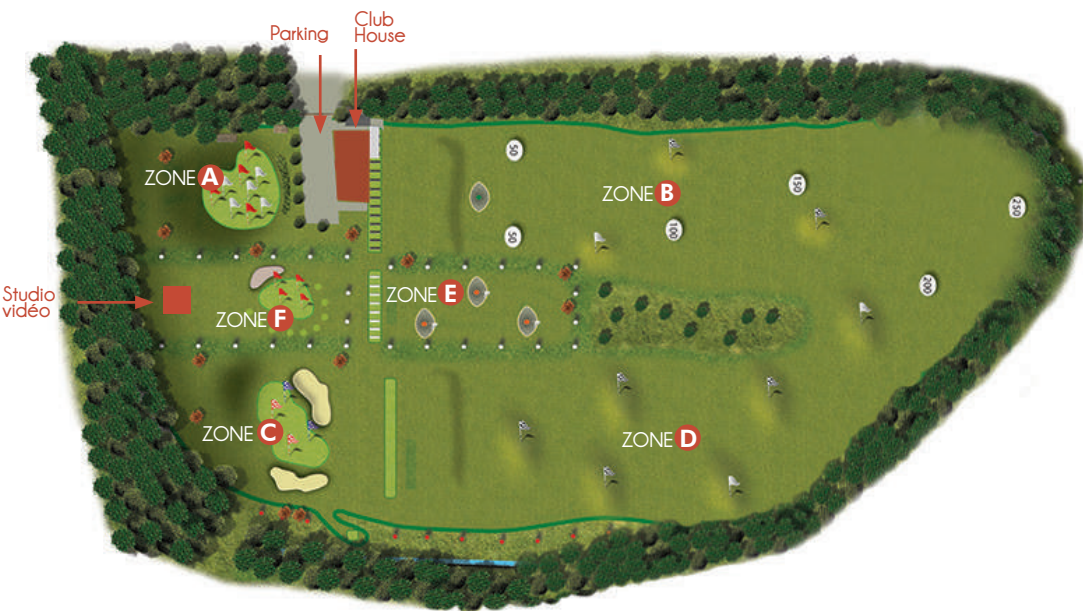 Parking
Club
House
ZONE A
ZONE B
50
150
250
50
100
200
Studio
vidéo
ZONE E
ZONE F
ZONE C
ZONE D